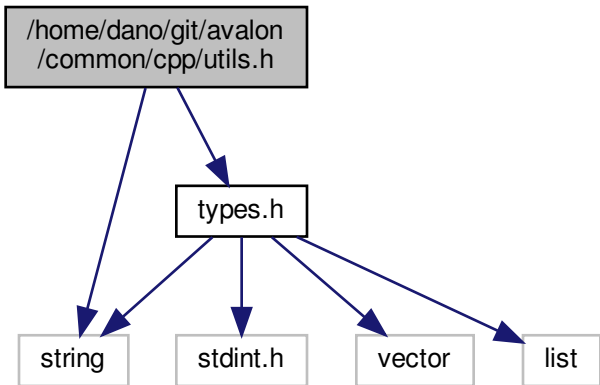 /home/dano/git/avalon
/common/cpp/utils.h
types.h
string
stdint.h
vector
list